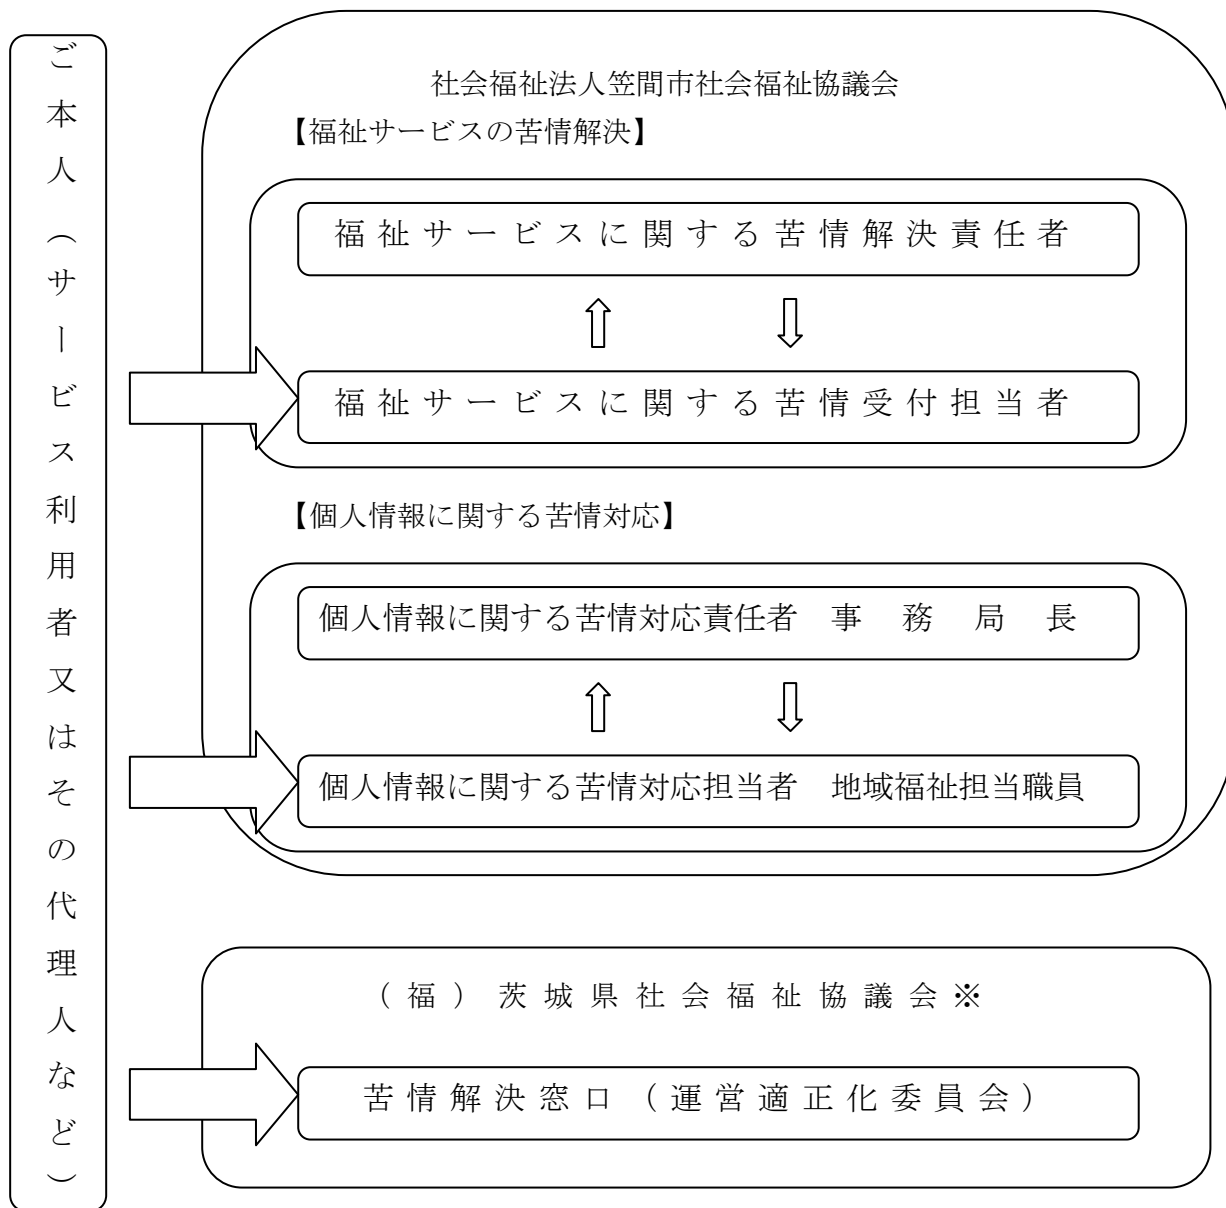 ご本人（サービス利用者又はその代理人など）
社会福祉法人笠間市社会福祉協議会
【福祉サービスの苦情解決】
福祉サービスに関する苦情解決責任者
福祉サービスに関する苦情受付担当者
【個人情報に関する苦情対応】
個人情報に関する苦情対応責任者　事　務　局　長
個人情報に関する苦情対応担当者　地域福祉担当職員
（福）茨城県社会福祉協議会※
苦情解決窓口（運営適正化委員会）